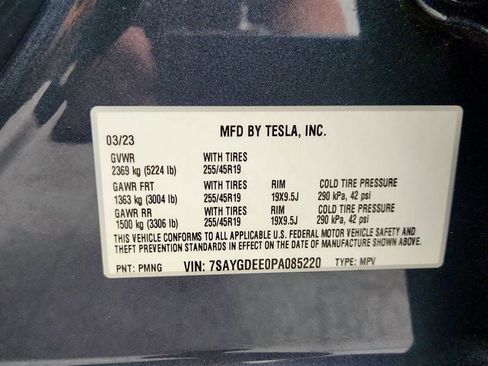 MFD BY TESLA, INC.
03/23
GVWR WITH TIRES
2369 kg (5224 lb) 255/45R19
GAWR FRT WITH TIRES RIM COLD TIRE PRESSURE
1363 kg (3004 lb) 255/45R19 19X9.5J 290 kPa, 42 psi
GAWR RR WITH TIRES RIM COLD TIRE PRESSURE
1500 kg (3306 lb) 255/45R19 19X9.5J 290 kPa, 42 psi
THIS VEHICLE CONFORMS TO ALL APPLICABLE U.S. FEDERAL MOTOR VEHICLE SAFETY AND
THEFT PREVENTION STANDARDS IN EFFECT ON THE DATE OF MANUFACTURE SHOWN ABOVE.
PNT: PMNG VIN: 7SAYGDEE0PA085220 TYPE: MPV